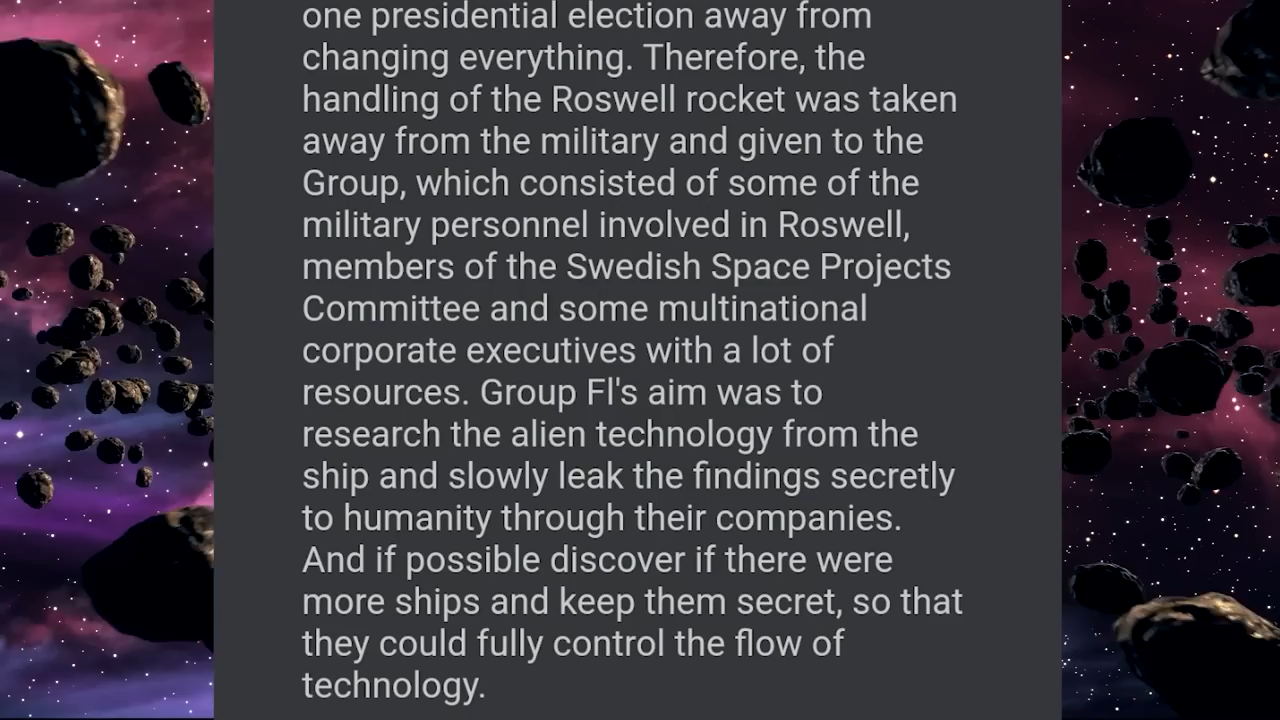 one presidential election away from
changing everything. Therefore, the
handling of the Roswell rocket was taken
away from the military and given to the
Group, which consisted of some of the
military personnel involved in Roswell,
members of the Swedish Space Projects
Committee and some multinational
corporate executives with a lot of
resources. Group Fl's aim was to
research the alien technology from the
ship and slowly leak the findings secretly
to humanity through their companies.
And if possible discover if there were
more ships and keep them secret, so that
they could fully control the flow of
technology.